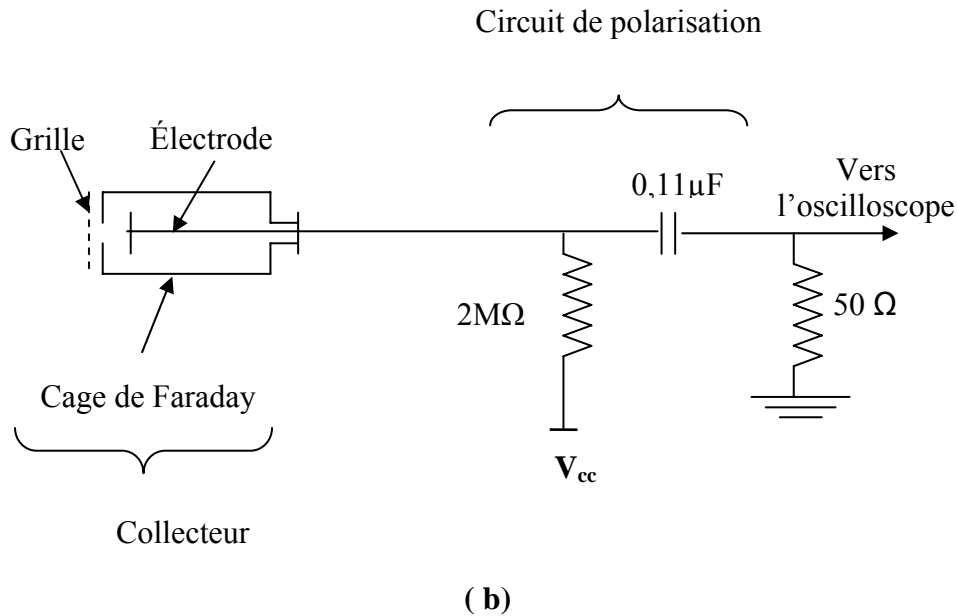 Circuit de polarisation
Grille
Électrode
0,11µF
Vers
l’oscilloscope
2MΩ
50 Ω
Cage de Faraday
Vcc
Collecteur
( b)